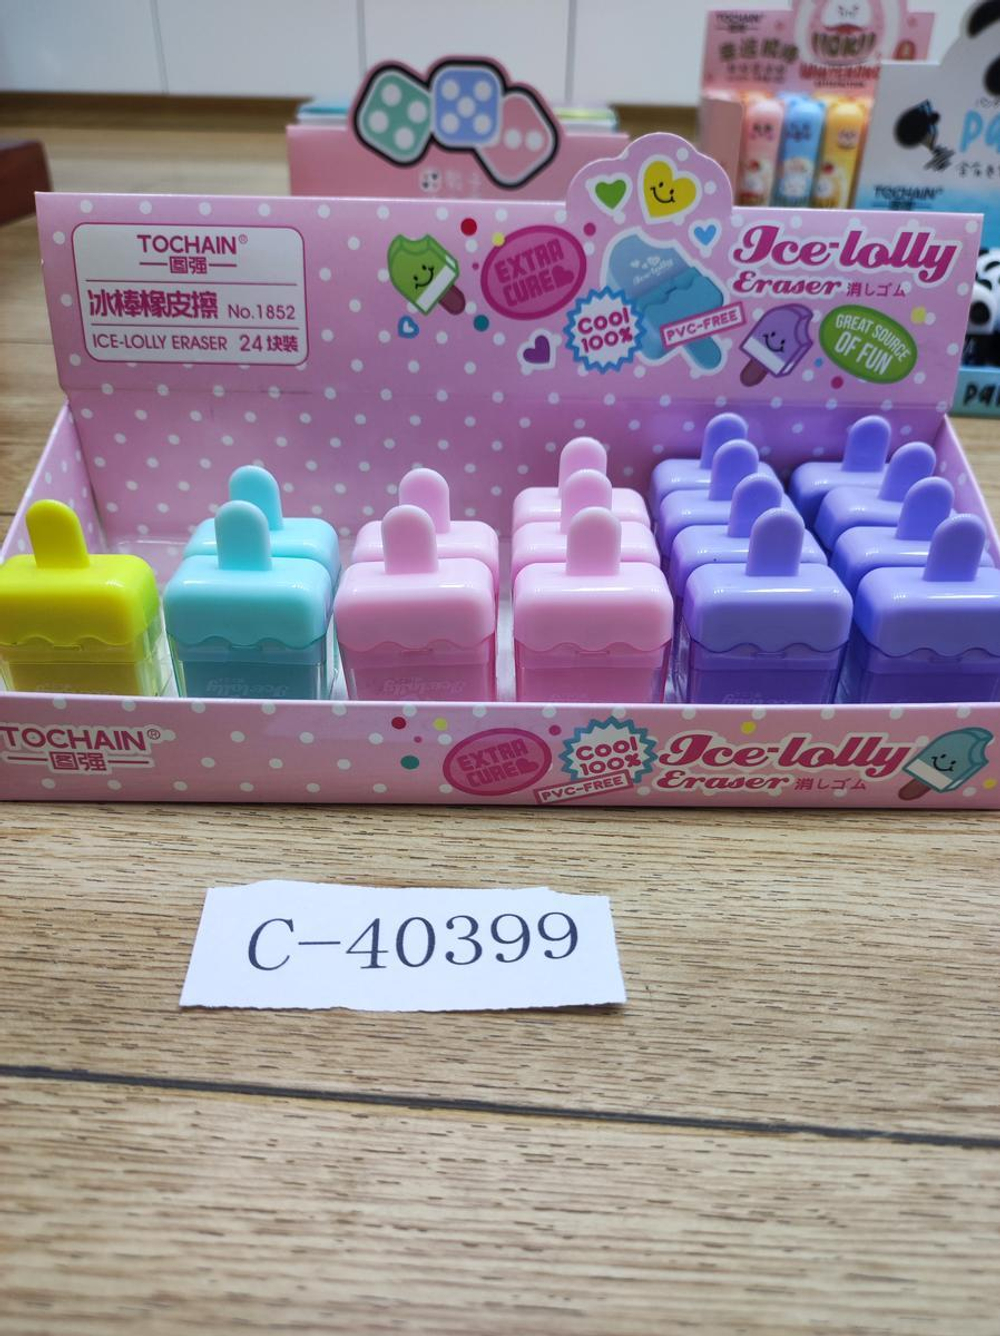 TOCHAIN®
图强
冰棒橡皮擦 No.1852
ICE-LOLLY ERASER 24块装
EXTRA
CURE
Cool
100%
PVC-FREE
Ice-lolly
Eraser 消しゴム
GREAT SOURCE
OF FUN
TOCHAIN®
图强
EXTRA
CURE
Cool
100%
PVC-FREE
Ice-lolly
Eraser 消しゴム
C-40399
TOCHAIN
TOCHAIN